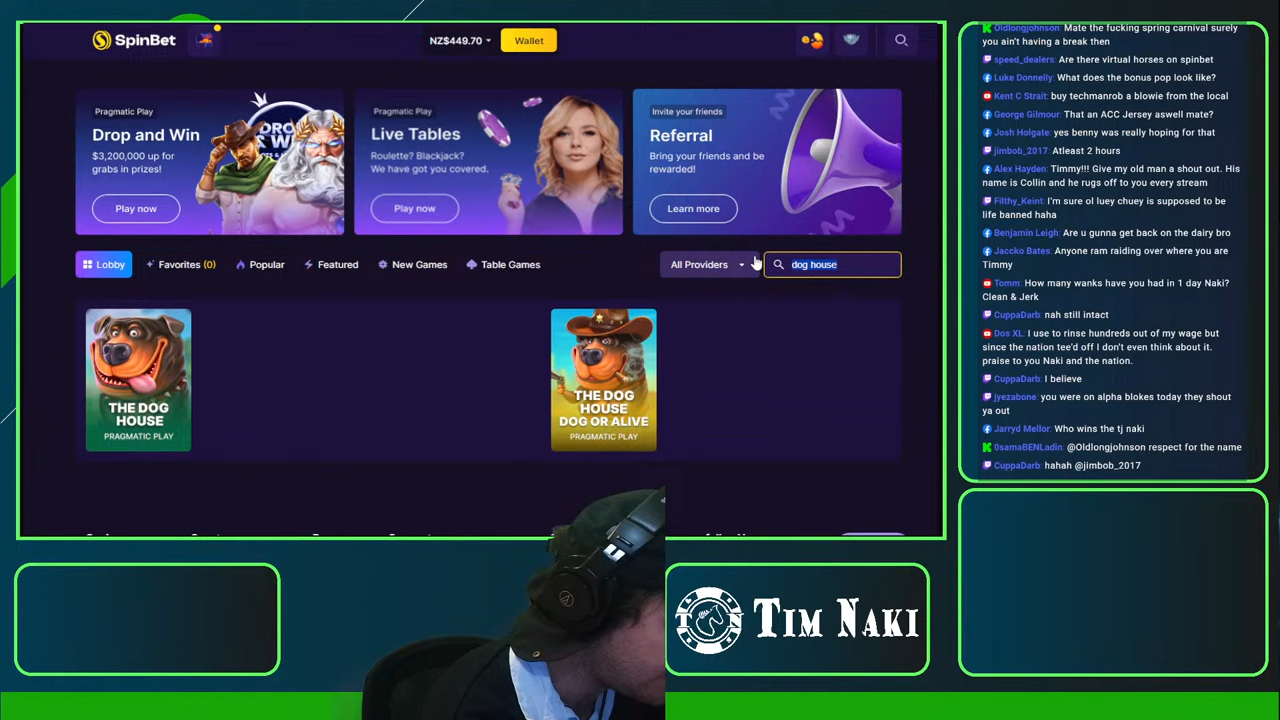 SpinBet
NZ$449.70
Wallet
Pragmatic Play
Drop and Win
$3,200,000 up for
grabs in prizes!
Play now
Pragmatic Play
Live Tables
Roulette? Blackjack?
We have got you covered.
Play now
Invite your friends
Referral
Bring your friends and be
rewarded!
Learn more
Lobby
Favorites (0)
Popular
Featured
New Games
Table Games
All Providers
dog house
THE DOG
HOUSE
PRAGMATIC PLAY
THE DOG
HOUSE
DOG OR ALIVE
PRAGMATIC PLAY
TIM NAKI
Oldlongjohnson: Mate the fucking spring carnival surely
you ain't having a break then
speed_dealers: Are there virtual horses on spinbet
Luke Donnelly: What does the bonus pop look like?
Kent C Strait: buy techmanrob a blowie from the local
George Gilmour: That an ACC Jersey aswell mate?
Josh Holgate: yes benny was really hoping for that
jimbob_2017: Atleast 2 hours
Alex Hayden: Timmy!!! Give my old man a shout out. His
name is Collin and he rugs off to you every stream
Filthy_Keint: I'm sure ol luey chuey is supposed to be
life banned haha
Benjamin Leigh: Are u gunna get back on the dairy bro
Jaccko Bates: Anyone ram raiding over where you are
Timmy
Tomm: How many wanks have you had in 1 day Naki?
Clean & Jerk
CuppaDarb: nah still intact
Dos XL: I use to rinse hundreds out of my wage but
since the nation tee'd off I don't even think about it.
praise to you Naki and the nation.
CuppaDarb: I believe
jyezabone: you were on alpha blokes today they shout
ya out
Jarryd Mellor: Who wins the tj naki
0samaBENLadin: @Oldlongjohnson respect for the name
CuppaDarb: hahah @jimbob_2017